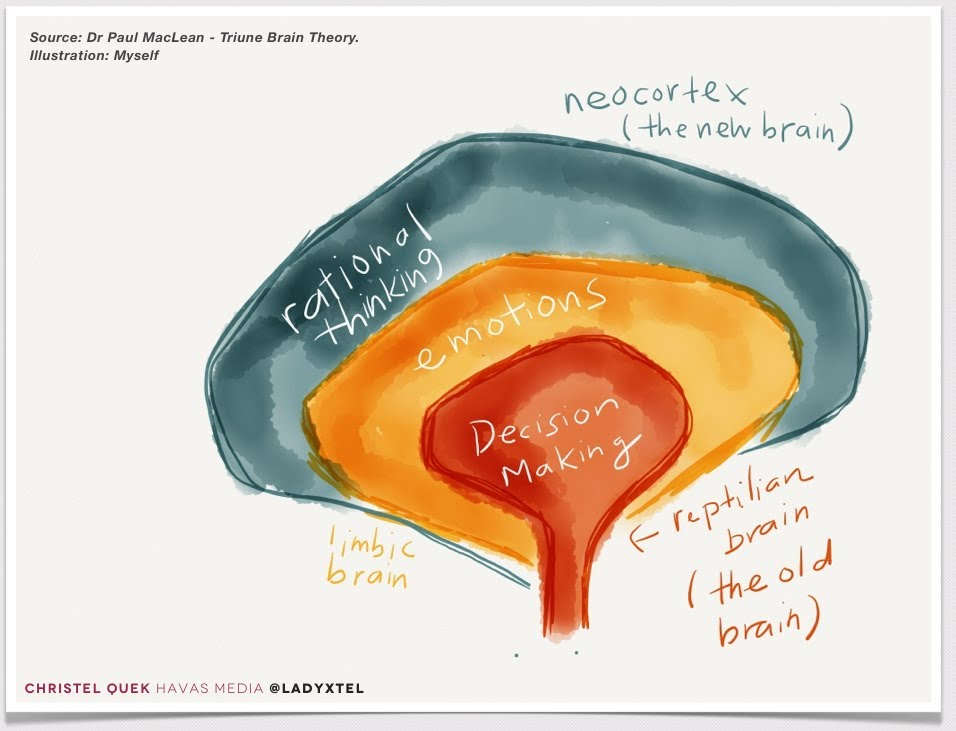 Source: Dr Paul MacLean - Triune Brain Theory.
Illustration: Myself
neocortex
(the new brain)
rational
thinking
emotions
Decision
Making
limbic
brain
← reptilian
brain
(the old
brain)
CHRISTEL QUEK HAVAS MEDIA @LADYXTEL